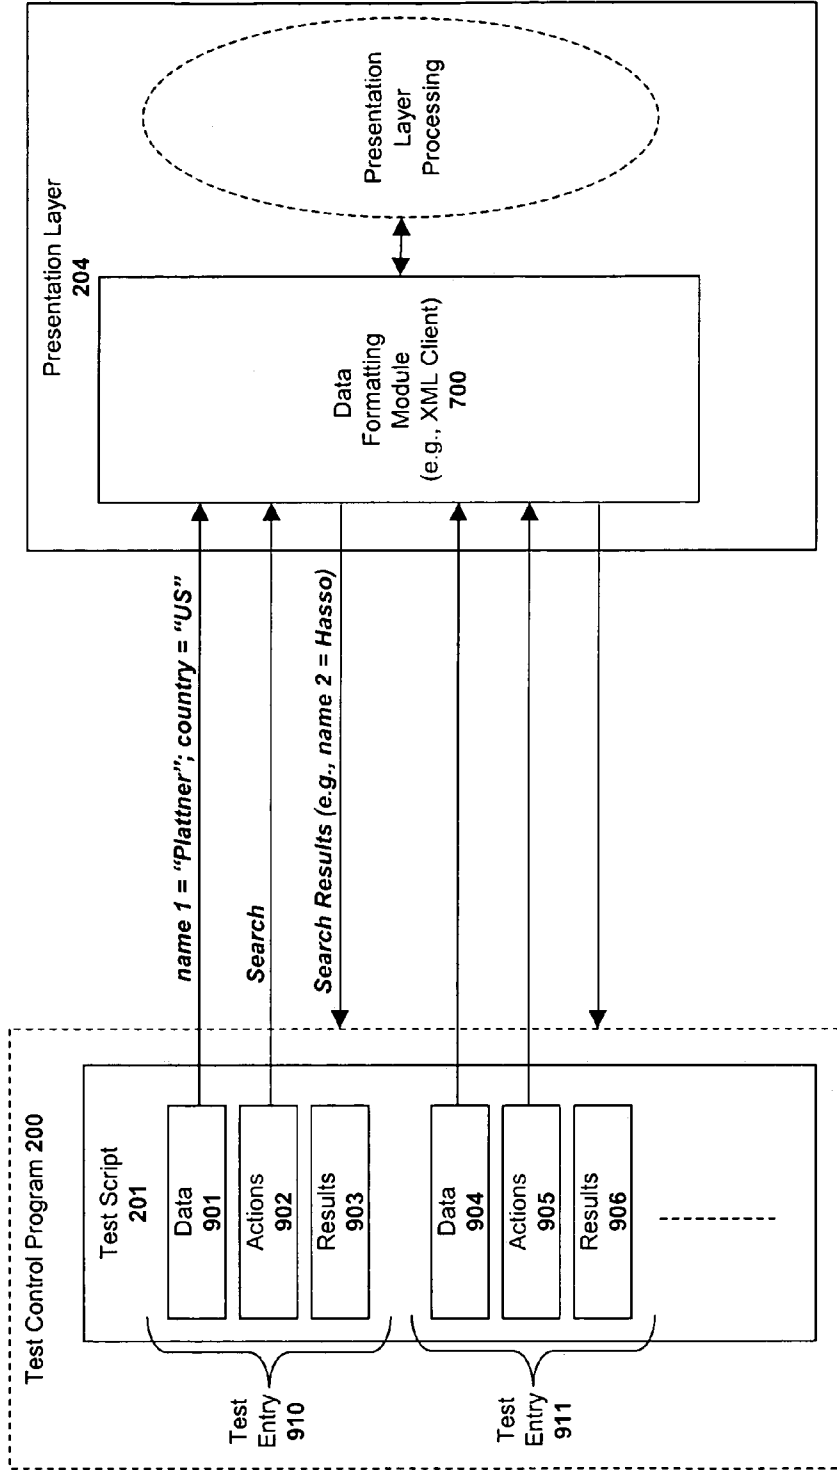 Test Control Program 200
Test Script
201
Test
Entry
910
Data
901
Actions
902
Results
903
Test
Entry
911
Data
904
Actions
905
Results
906
name 1 = “Plattner”; country = “US”
Search
Search Results (e.g., name 2 = Hasso)
Presentation Layer
204
Data
Formatting
Module
(e.g., XML Client)
700
Presentation
Layer
Processing